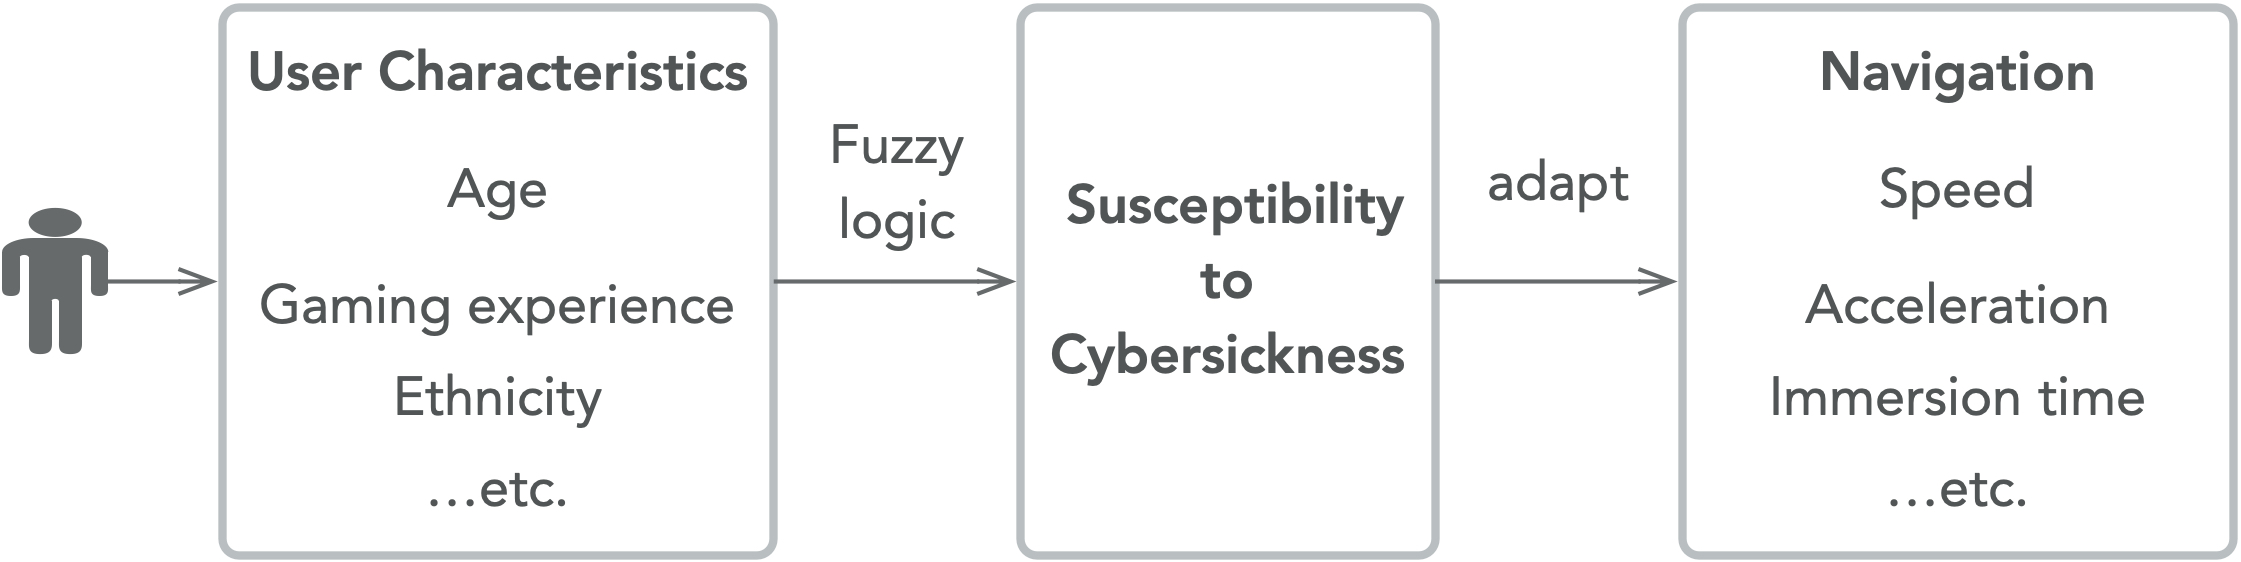 User Characteristics
Age
Gaming experience
Ethnicity
...etc.
Fuzzy
logic
Susceptibility
to
Cybersickness
adapt
Navigation
Speed
Acceleration
Immersion time
...etc.